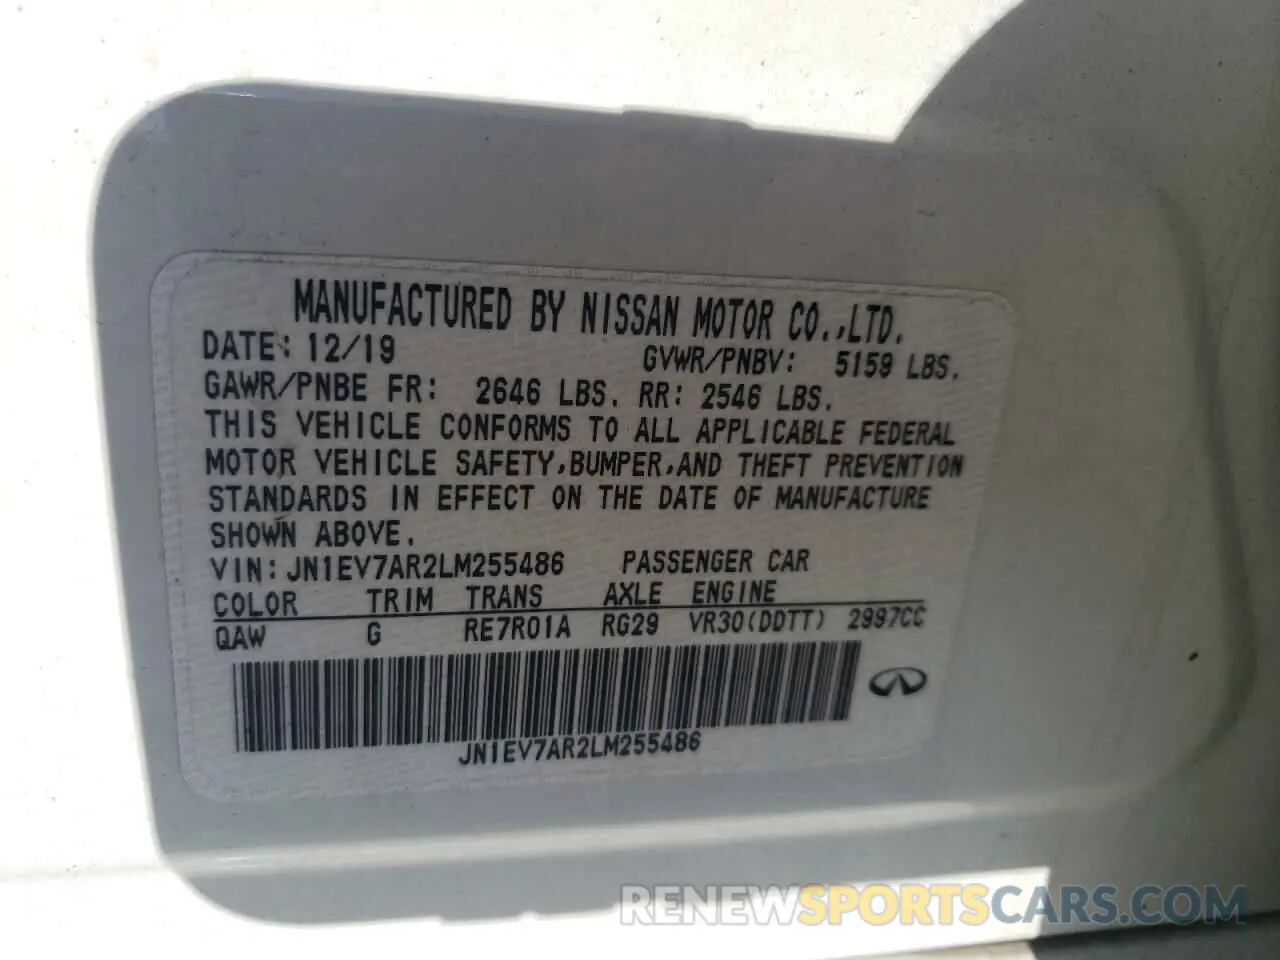 MANUFACTURED BY NISSAN MOTOR CO.,LTD.
DATE: 12/19 GVWR/PNBV: 5159 LBS.
GAWR/PNBE FR: 2646 LBS. RR: 2546 LBS.
THIS VEHICLE CONFORMS TO ALL APPLICABLE FEDERAL
MOTOR VEHICLE SAFETY,BUMPER,AND THEFT PREVENTION
STANDARDS IN EFFECT ON THE DATE OF MANUFACTURE
SHOWN ABOVE.
VIN: JN1EV7AR2LM255486 PASSENGER CAR
COLOR TRIM TRANS AXLE ENGINE
QAW G RE7R01A RG29 VR30(DDTT) 2997CC
JN1EV7AR2LM255486
RENEWSPORTSCARS.COM